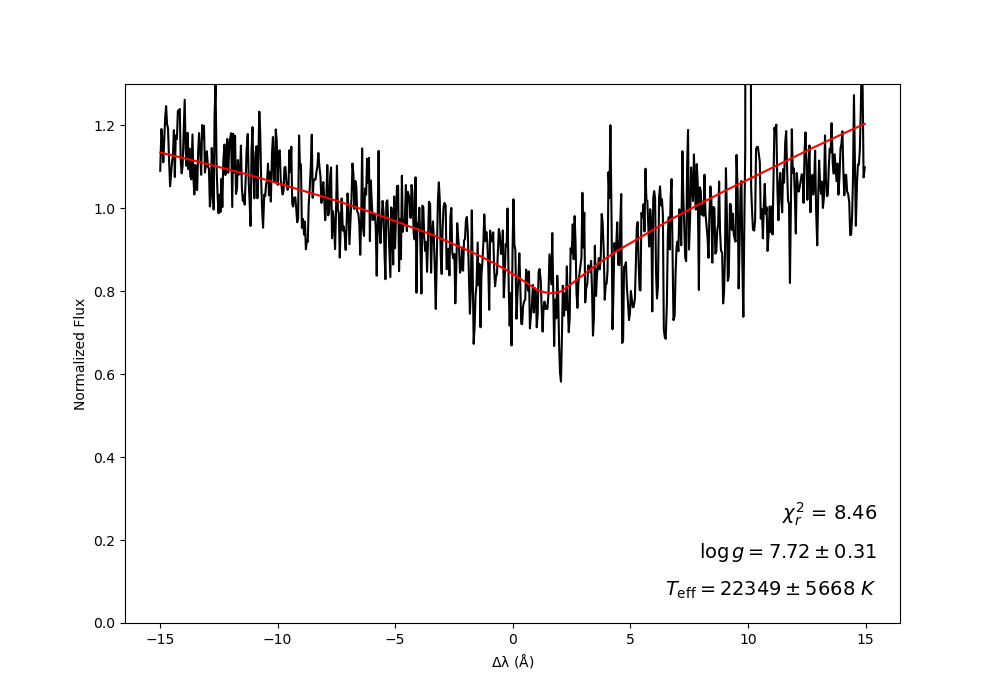 1.2
1.0
0.8
0.6
0.4
0.2
0.0
Normalized Flux
χ²ᵣ = 8.46
log g = 7.72 ± 0.31
T_eff = 22349 ± 5668 K
−15 −10 −5 0 5 10 15
Δλ (Å)